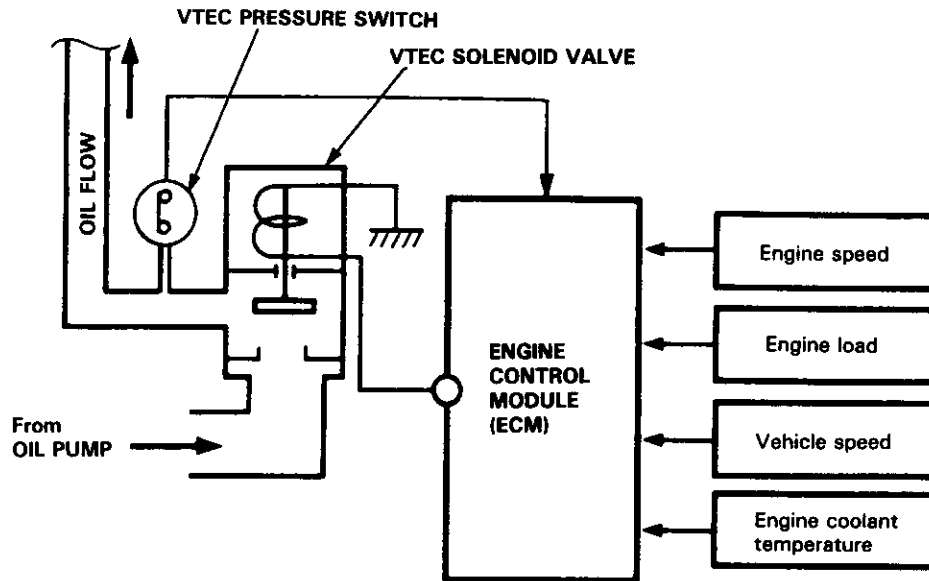 VTEC PRESSURE SWITCH
VTEC SOLENOID VALVE
OIL FLOW
Engine speed
Engine load
ENGINE
CONTROL
MODULE
(ECM)
Vehicle speed
From
OIL PUMP
Engine coolant
temperature